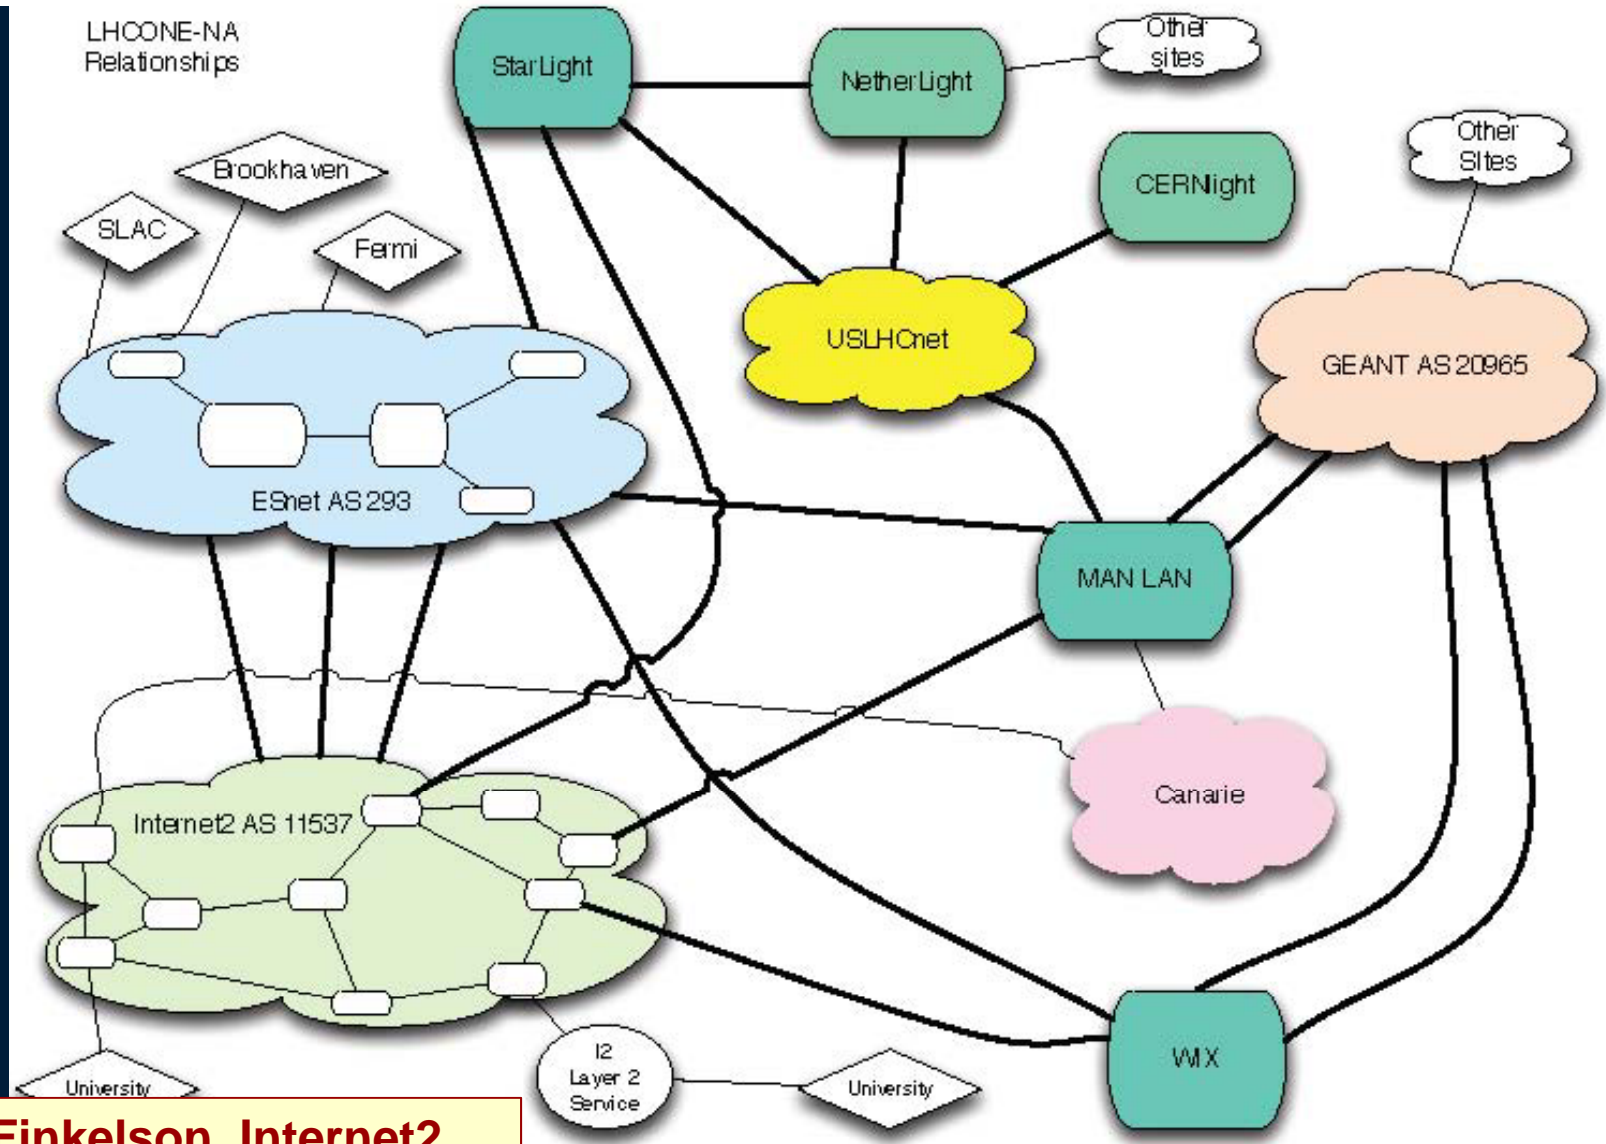 LHCONE-NA
Relationships
StarLight
NetherLight
Other
sites
CERNlight
Other
Sites
Brookhaven
SLAC
Fermi
USLHCnet
GEANT AS 20965
ESnet AS 293
MAN LAN
Canarie
Internet2 AS 11537
WIX
I2
Layer 2
Service
University
University
Finkelson, Internet2